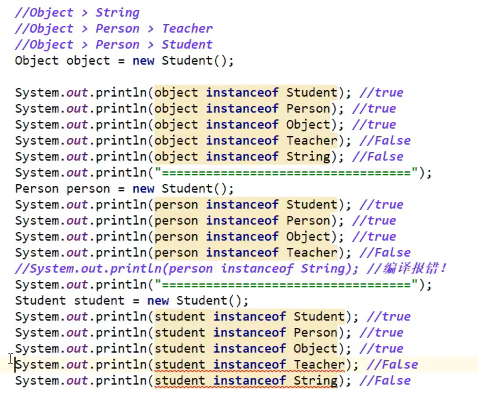 //Object > String
//Object > Person > Teacher
//Object > Person > Student
Object object = new Student();
System.out.println(object instanceof Student); //true
System.out.println(object instanceof Person); //true
System.out.println(object instanceof Object); //true
System.out.println(object instanceof Teacher); //False
System.out.println(object instanceof String); //False
System.out.println("==================================");
Person person = new Student();
System.out.println(person instanceof Student); //true
System.out.println(person instanceof Person); //true
System.out.println(person instanceof Object); //true
System.out.println(person instanceof Teacher); //False
//System.out.println(person instanceof String); //编译报错!
System.out.println("==================================");
Student student = new Student();
System.out.println(student instanceof Student); //true
System.out.println(student instanceof Person); //true
System.out.println(student instanceof Object); //true
System.out.println(student instanceof Teacher); //False
System.out.println(student instanceof String); //False